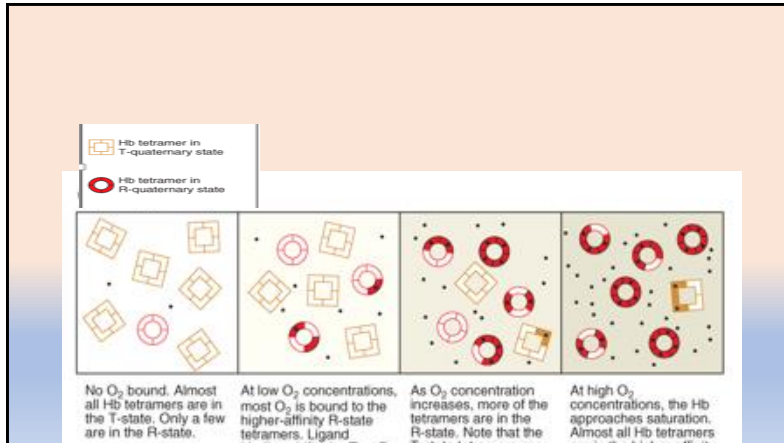 Hb tetramer in
T-quaternary state
Hb tetramer in
R-quaternary state
No O₂ bound. Almost
all Hb tetramers are in
the T-state. Only a few
are in the R-state.
At low O₂ concentrations,
most O₂ is bound to the
higher-affinity R-state
tetramers. Ligand
As O₂ concentration
increases, more of the
tetramers are in the
R-state. Note that the
At high O₂
concentrations, the Hb
approaches saturation.
Almost all Hb tetramers